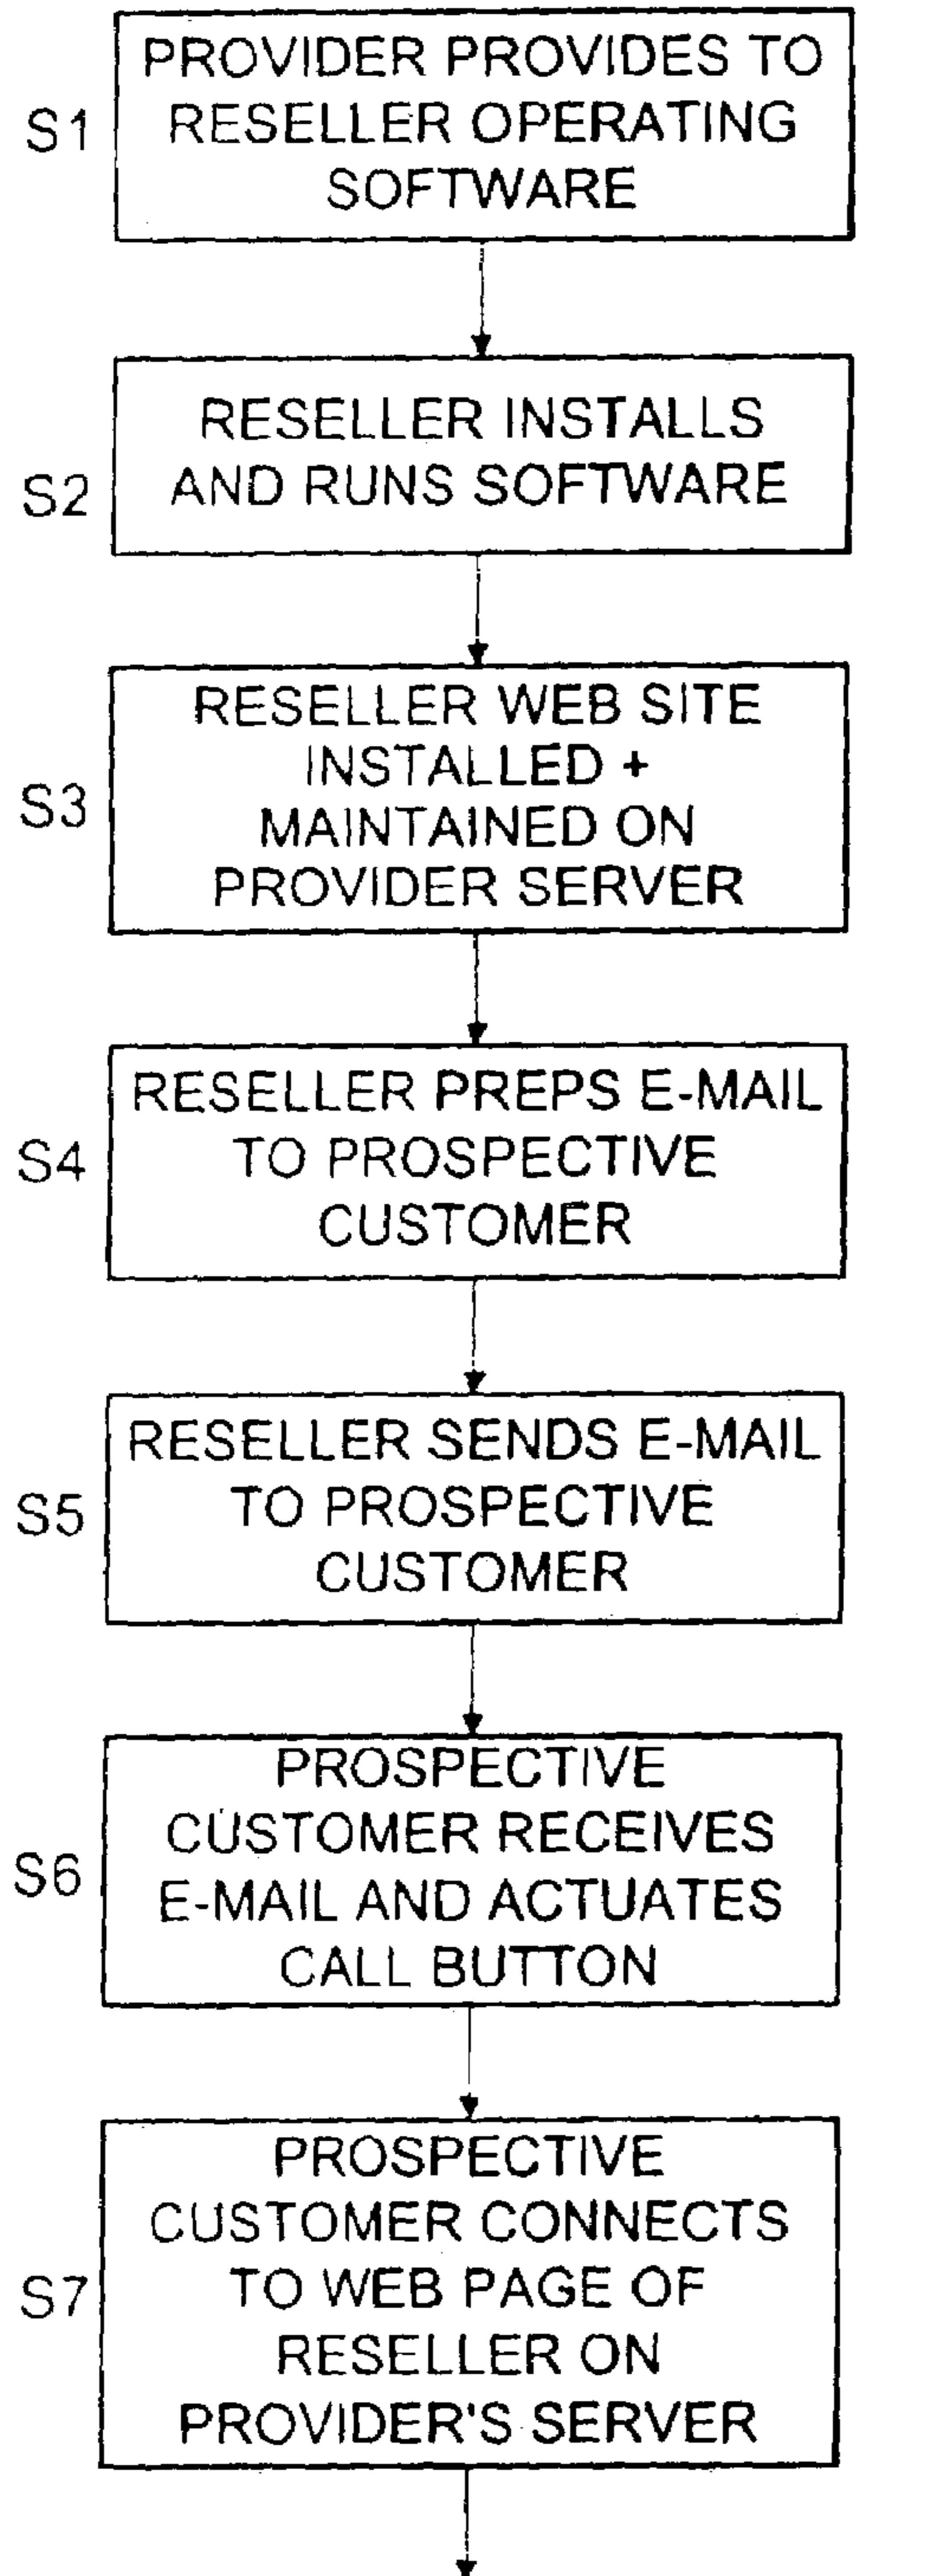 S1
PROVIDER PROVIDES TO
RESELLER OPERATING
SOFTWARE
S2
RESELLER INSTALLS
AND RUNS SOFTWARE
S3
RESELLER WEB SITE
INSTALLED +
MAINTAINED ON
PROVIDER SERVER
S4
RESELLER PREPS E-MAIL
TO PROSPECTIVE
CUSTOMER
S5
RESELLER SENDS E-MAIL
TO PROSPECTIVE
CUSTOMER
S6
PROSPECTIVE
CUSTOMER RECEIVES
E-MAIL AND ACTUATES
CALL BUTTON
S7
PROSPECTIVE
CUSTOMER CONNECTS
TO WEB PAGE OF
RESELLER ON
PROVIDER'S SERVER